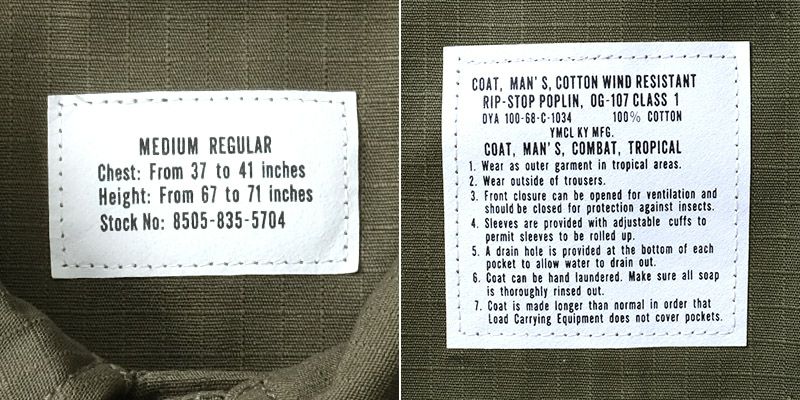 MEDIUM REGULAR
Chest: From 37 to 41 inches
Height: From 67 to 71 inches
Stock No: 8505-835-5704
COAT, MAN'S, COTTON WIND RESISTANT
RIP-STOP POPLIN, OG-107 CLASS 1
DYA 100-68-C-1034 100% COTTON
YMCL KY MFG.
COAT, MAN'S, COMBAT, TROPICAL
1. Wear as outer garment in tropical areas.
2. Wear outside of trousers.
3. Front closure can be opened for ventilation and
should be closed for protection against insects.
4. Sleeves are provided with adjustable cuffs to
permit sleeves to be rolled up.
5. A drain hole is provided at the bottom of each
pocket to allow water to drain out.
6. Coat can be hand laundered. Make sure all soap
is thoroughly rinsed out.
7. Coat is made longer than normal in order that
Load Carrying Equipment does not cover pockets.